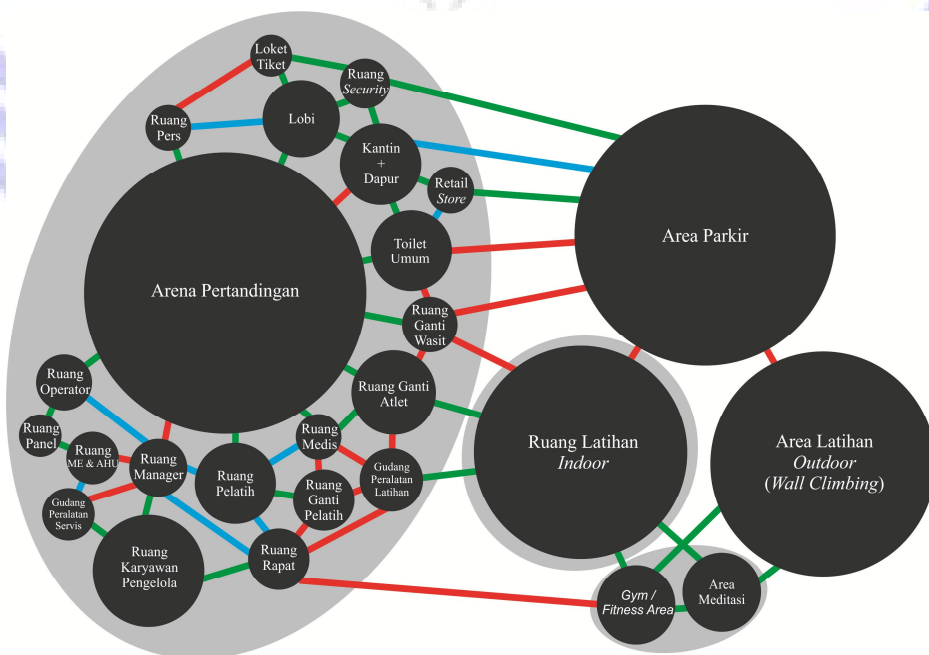 Loket
Tiket
Ruang
Security
Lobi
Ruang
Pers
Kantin
+
Dapur
Retail
Store
Toilet
Umum
Area Parkir
Arena Pertandingan
Ruang
Ganti
Wasit
Ruang
Operator
Ruang Ganti
Atlet
Ruang
Panel
Ruang
ME & AHU
Ruang
Manager
Ruang
Medis
Ruang
Pelatih
Ruang
Ganti
Pelatih
Gudang
Peralatan
Latihan
Ruang Latihan
Indoor
Area Latihan
Outdoor
(Wall Climbing)
Gudang
Peralatan
Servis
Ruang
Karyawan
Pengelola
Ruang
Rapat
Gym /
Fitness Area
Area
Meditasi